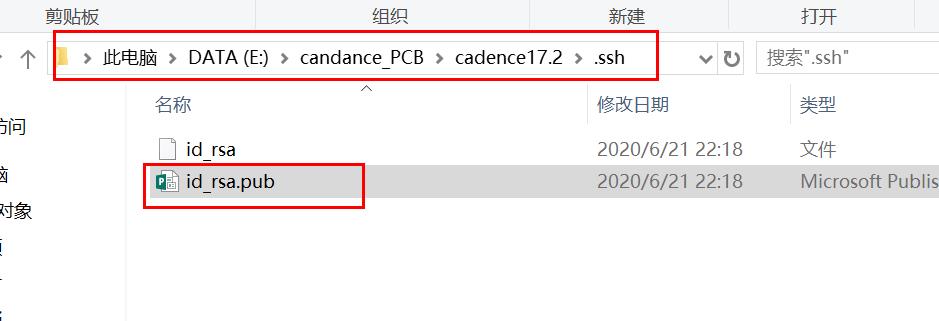 剪贴板 组织 新建 打开
此电脑 > DATA (E:) > candance_PCB > cadence17.2 > .ssh 搜索".ssh"
名称 修改日期 类型
访问
id_rsa 2020/6/21 22:18 文件
id_rsa.pub 2020/6/21 22:18 Microsoft Publis
对象